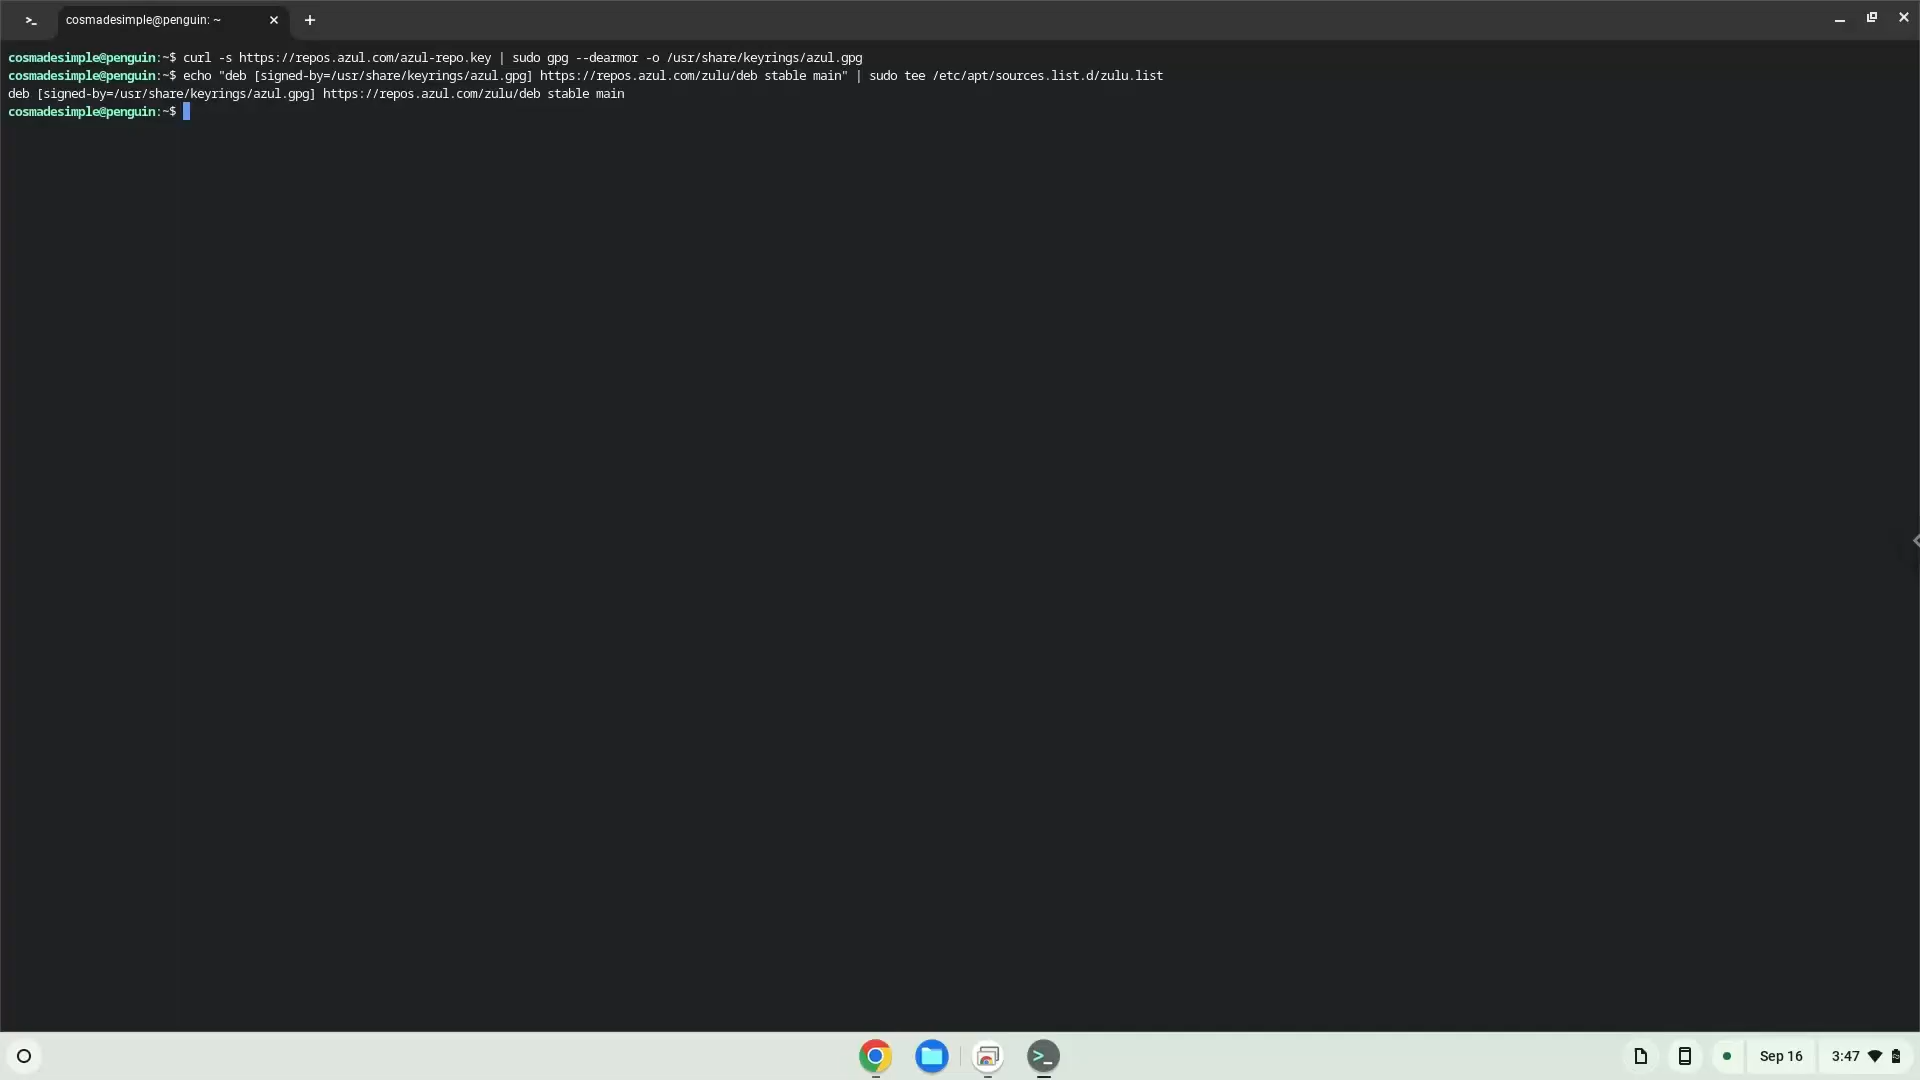 cosmadesimple@penguin: ~
cosmadesimple@penguin:~$ curl -s https://repos.azul.com/azul-repo.key | sudo gpg --dearmor -o /usr/share/keyrings/azul.gpg
cosmadesimple@penguin:~$ echo "deb [signed-by=/usr/share/keyrings/azul.gpg] https://repos.azul.com/zulu/deb stable main" | sudo tee /etc/apt/sources.list.d/zulu.list
deb [signed-by=/usr/share/keyrings/azul.gpg] https://repos.azul.com/zulu/deb stable main
cosmadesimple@penguin:~$
Sep 16
3:47